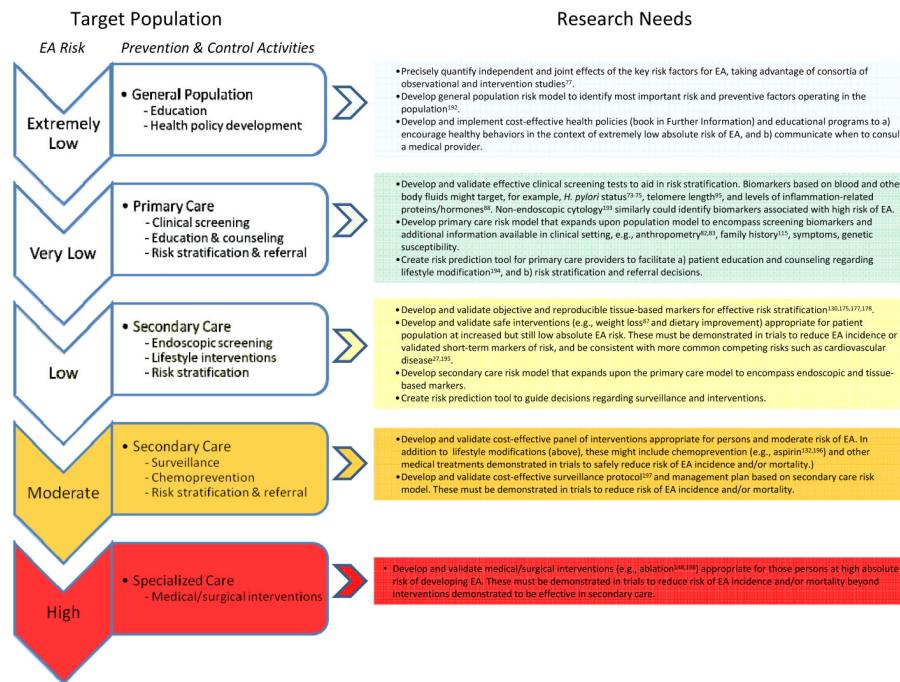 Target Population
Research Needs
EA Risk
Prevention & Control Activities
Extremely
Low
• General Population
- Education
- Health policy development
•Precisely quantify independent and joint effects of the key risk factors for EA, taking advantage of consortia of
observational and intervention studies77.
•Develop general population risk model to identify most important risk and preventive factors operating in the
population192.
•Develop and implement cost-effective health policies (book in Further Information) and educational programs to a)
encourage healthy behaviors in the context of extremely low absolute risk of EA, and b) communicate when to consul
a medical provider.
Very Low
• Primary Care
- Clinical screening
- Education & counseling
- Risk stratification & referral
•Develop and validate effective clinical screening tests to aid in risk stratification. Biomarkers based on blood and othe
body fluids might target, for example, H. pylori status73-75, telomere length95, and levels of inflammation-related
proteins/hormones88. Non-endoscopic cytology193 similarly could identify biomarkers associated with high risk of EA.
•Develop primary care risk model that expands upon population model to encompass screening biomarkers and
additional information available in clinical setting, e.g., anthropometry82,83, family history115, symptoms, genetic
susceptibility.
•Create risk prediction tool for primary care providers to facilitate a) patient education and counseling regarding
lifestyle modification194, and b) risk stratification and referral decisions.
Low
• Secondary Care
- Endoscopic screening
- Lifestyle interventions
- Risk stratification
•Develop and validate objective and reproducible tissue-based markers for effective risk stratification130,175,177,178.
•Develop and validate safe interventions (e.g., weight loss87 and dietary improvement) appropriate for patient
population at increased but still low absolute EA risk. These must be demonstrated in trials to reduce EA incidence or
validated short-term markers of risk, and be consistent with more common competing risks such as cardiovascular
disease27,195.
•Develop secondary care risk model that expands upon the primary care model to encompass endoscopic and tissue-
based markers.
•Create risk prediction tool to guide decisions regarding surveillance and interventions.
Moderate
• Secondary Care
- Surveillance
- Chemoprevention
- Risk stratification & referral
•Develop and validate cost-effective panel of interventions appropriate for persons and moderate risk of EA. In
addition to lifestyle modifications (above), these might include chemoprevention (e.g., aspirin132,196) and other
medical treatments demonstrated in trials to safely reduce risk of EA incidence and/or mortality.)
•Develop and validate cost-effective surveillance protocol197 and management plan based on secondary care risk
model. These must be demonstrated in trials to reduce risk of EA incidence and/or mortality.
High
• Specialized Care
- Medical/surgical interventions
• Develop and validate medical/surgical interventions (e.g., ablation148,198) appropriate for those persons at high absolute
risk of developing EA. These must be demonstrated in trials to reduce risk of EA incidence and/or mortality beyond
interventions demonstrated to be effective in secondary care.